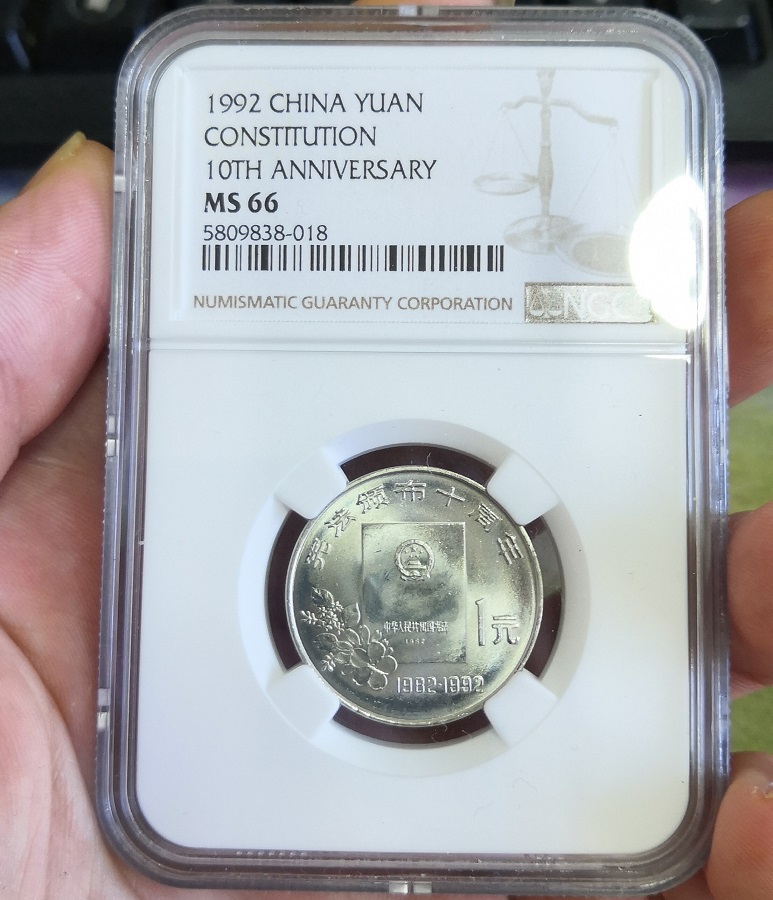 1992 CHINA YUAN
CONSTITUTION
10TH ANNIVERSARY
MS 66
5809838-018
NUMISMATIC GUARANTY CORPORATION
NGC
宪法颁布十周年
中华人民共和国宪法
1982
1元
1982-1992